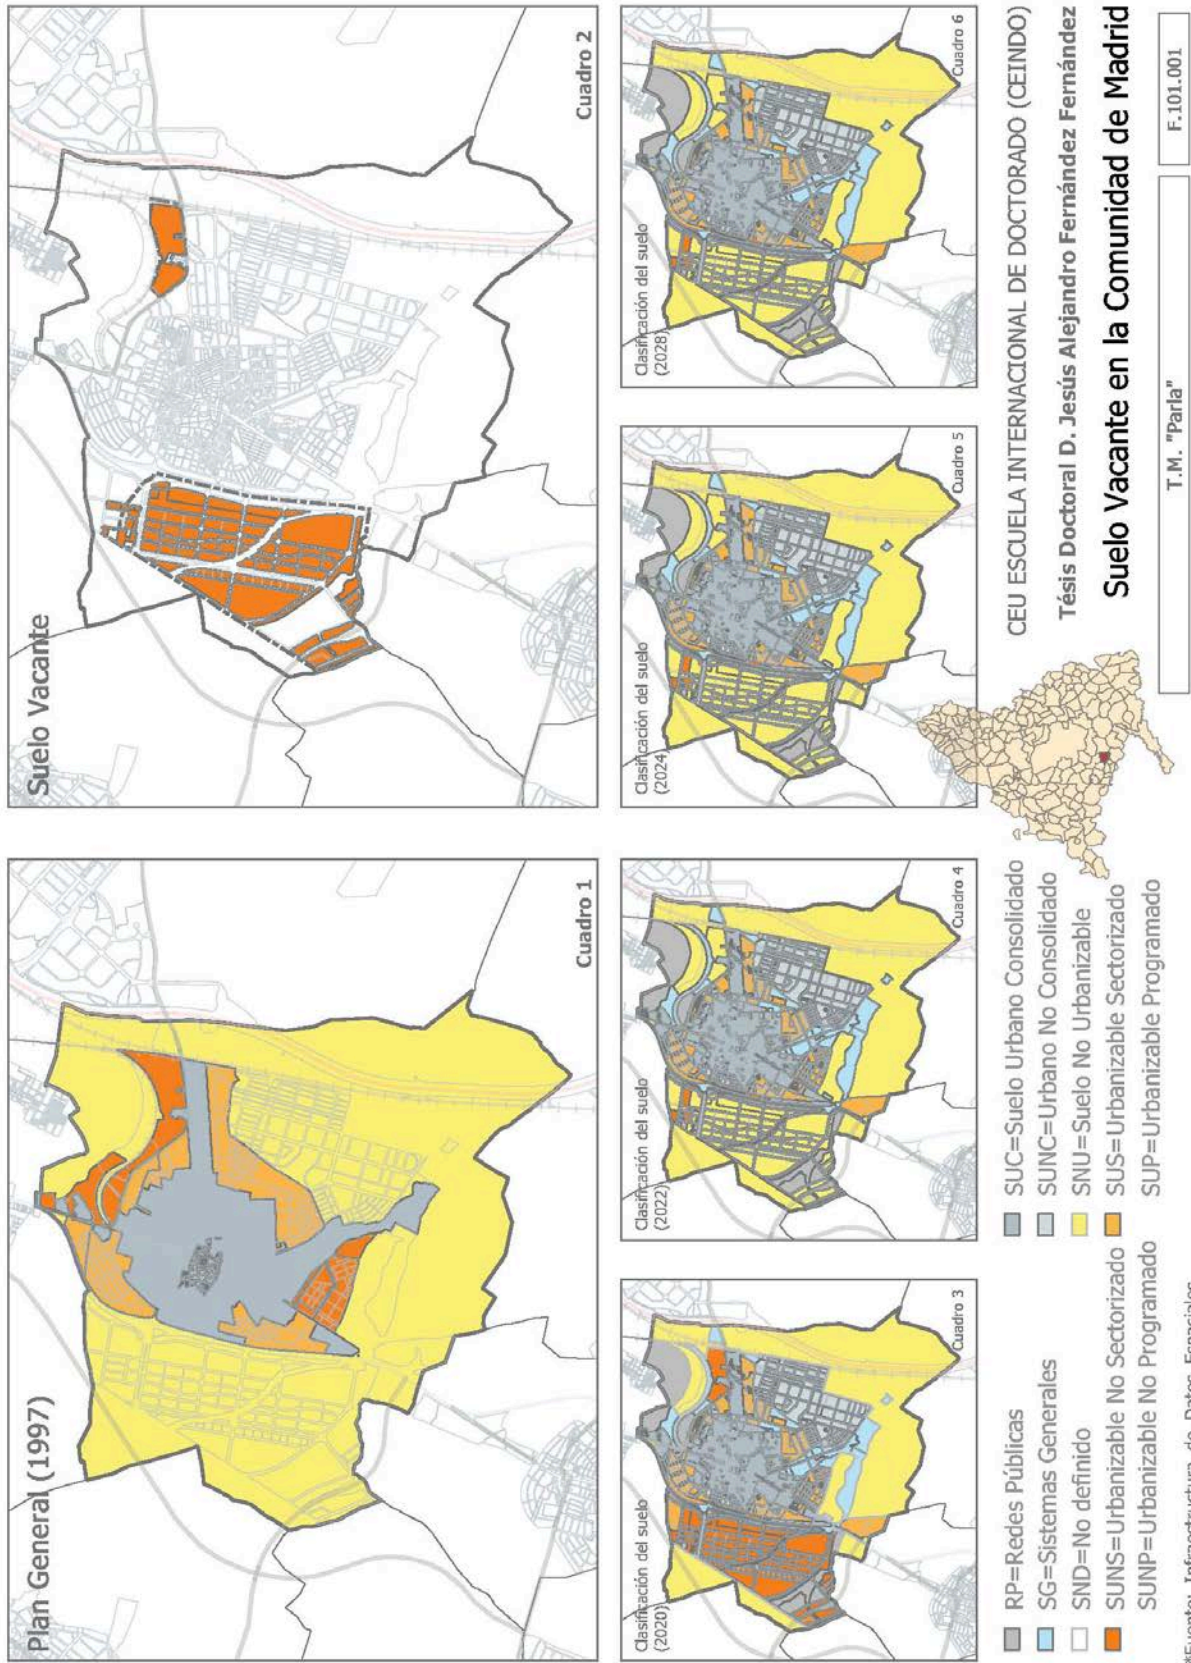 Plan General (1997)
Cuadro 1
Suelo Vacante
Cuadro 2
Clasificación del suelo
(2020)
Cuadro 3
Clasificación del suelo
(2022)
Cuadro 4
Clasificación del suelo
(2024)
Cuadro 5
Clasificación del suelo
(2028)
Cuadro 6
RP=Redes Públicas
SG=Sistemas Generales
SND=No definido
SUNS=Urbanizable No Sectorizado
SUNP=Urbanizable No Programado
SUC=Suelo Urbano Consolidado
SUNC=Urbano No Consolidado
SNU=Suelo No Urbanizable
SUS=Urbanizable Sectorizado
SUP=Urbanizable Programado
CEU ESCUELA INTERNACIONAL DE DOCTORADO (CEINDO)
Tésis Doctoral D. Jesús Alejandro Fernández Fernández
Suelo Vacante en la Comunidad de Madrid
T.M. "Parla"
F.101.001
*Fuente: Infraestructura de Datos Espaciales